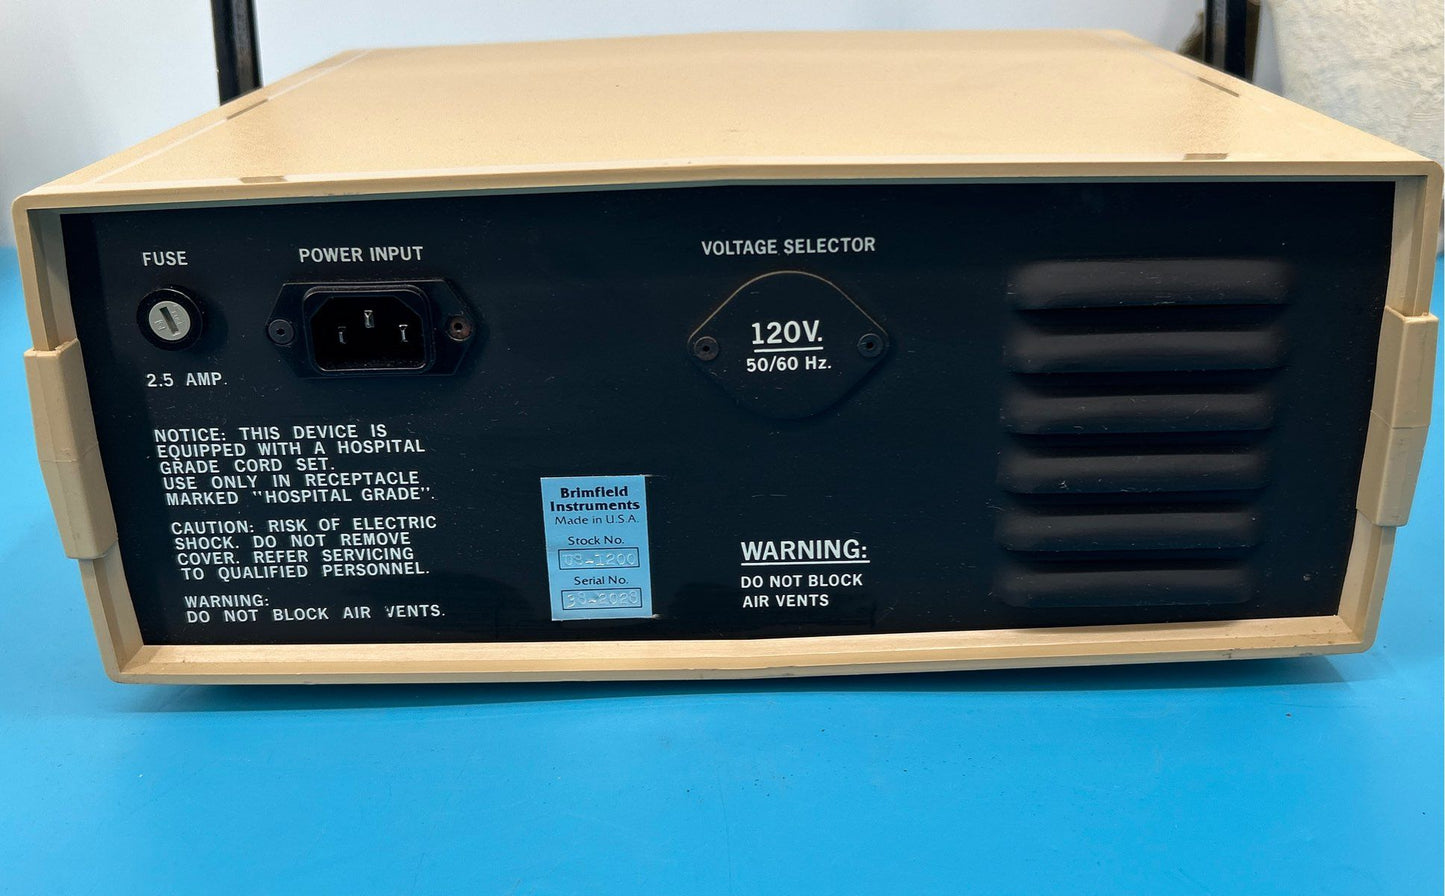 FUSE
2.5 AMP.
POWER INPUT
VOLTAGE SELECTOR
120V.
50/60 Hz.
NOTICE: THIS DEVICE IS
EQUIPPED WITH A HOSPITAL
GRADE CORD SET.
USE ONLY IN RECEPTACLE
MARKED "HOSPITAL GRADE".
CAUTION: RISK OF ELECTRIC
SHOCK. DO NOT REMOVE
COVER. REFER SERVICING
TO QUALIFIED PERSONNEL.
WARNING:
DO NOT BLOCK AIR VENTS.
Brimfield
Instruments
Made in U.S.A.
Stock No.
US-1200
Serial No.
WARNING:
DO NOT BLOCK
AIR VENTS